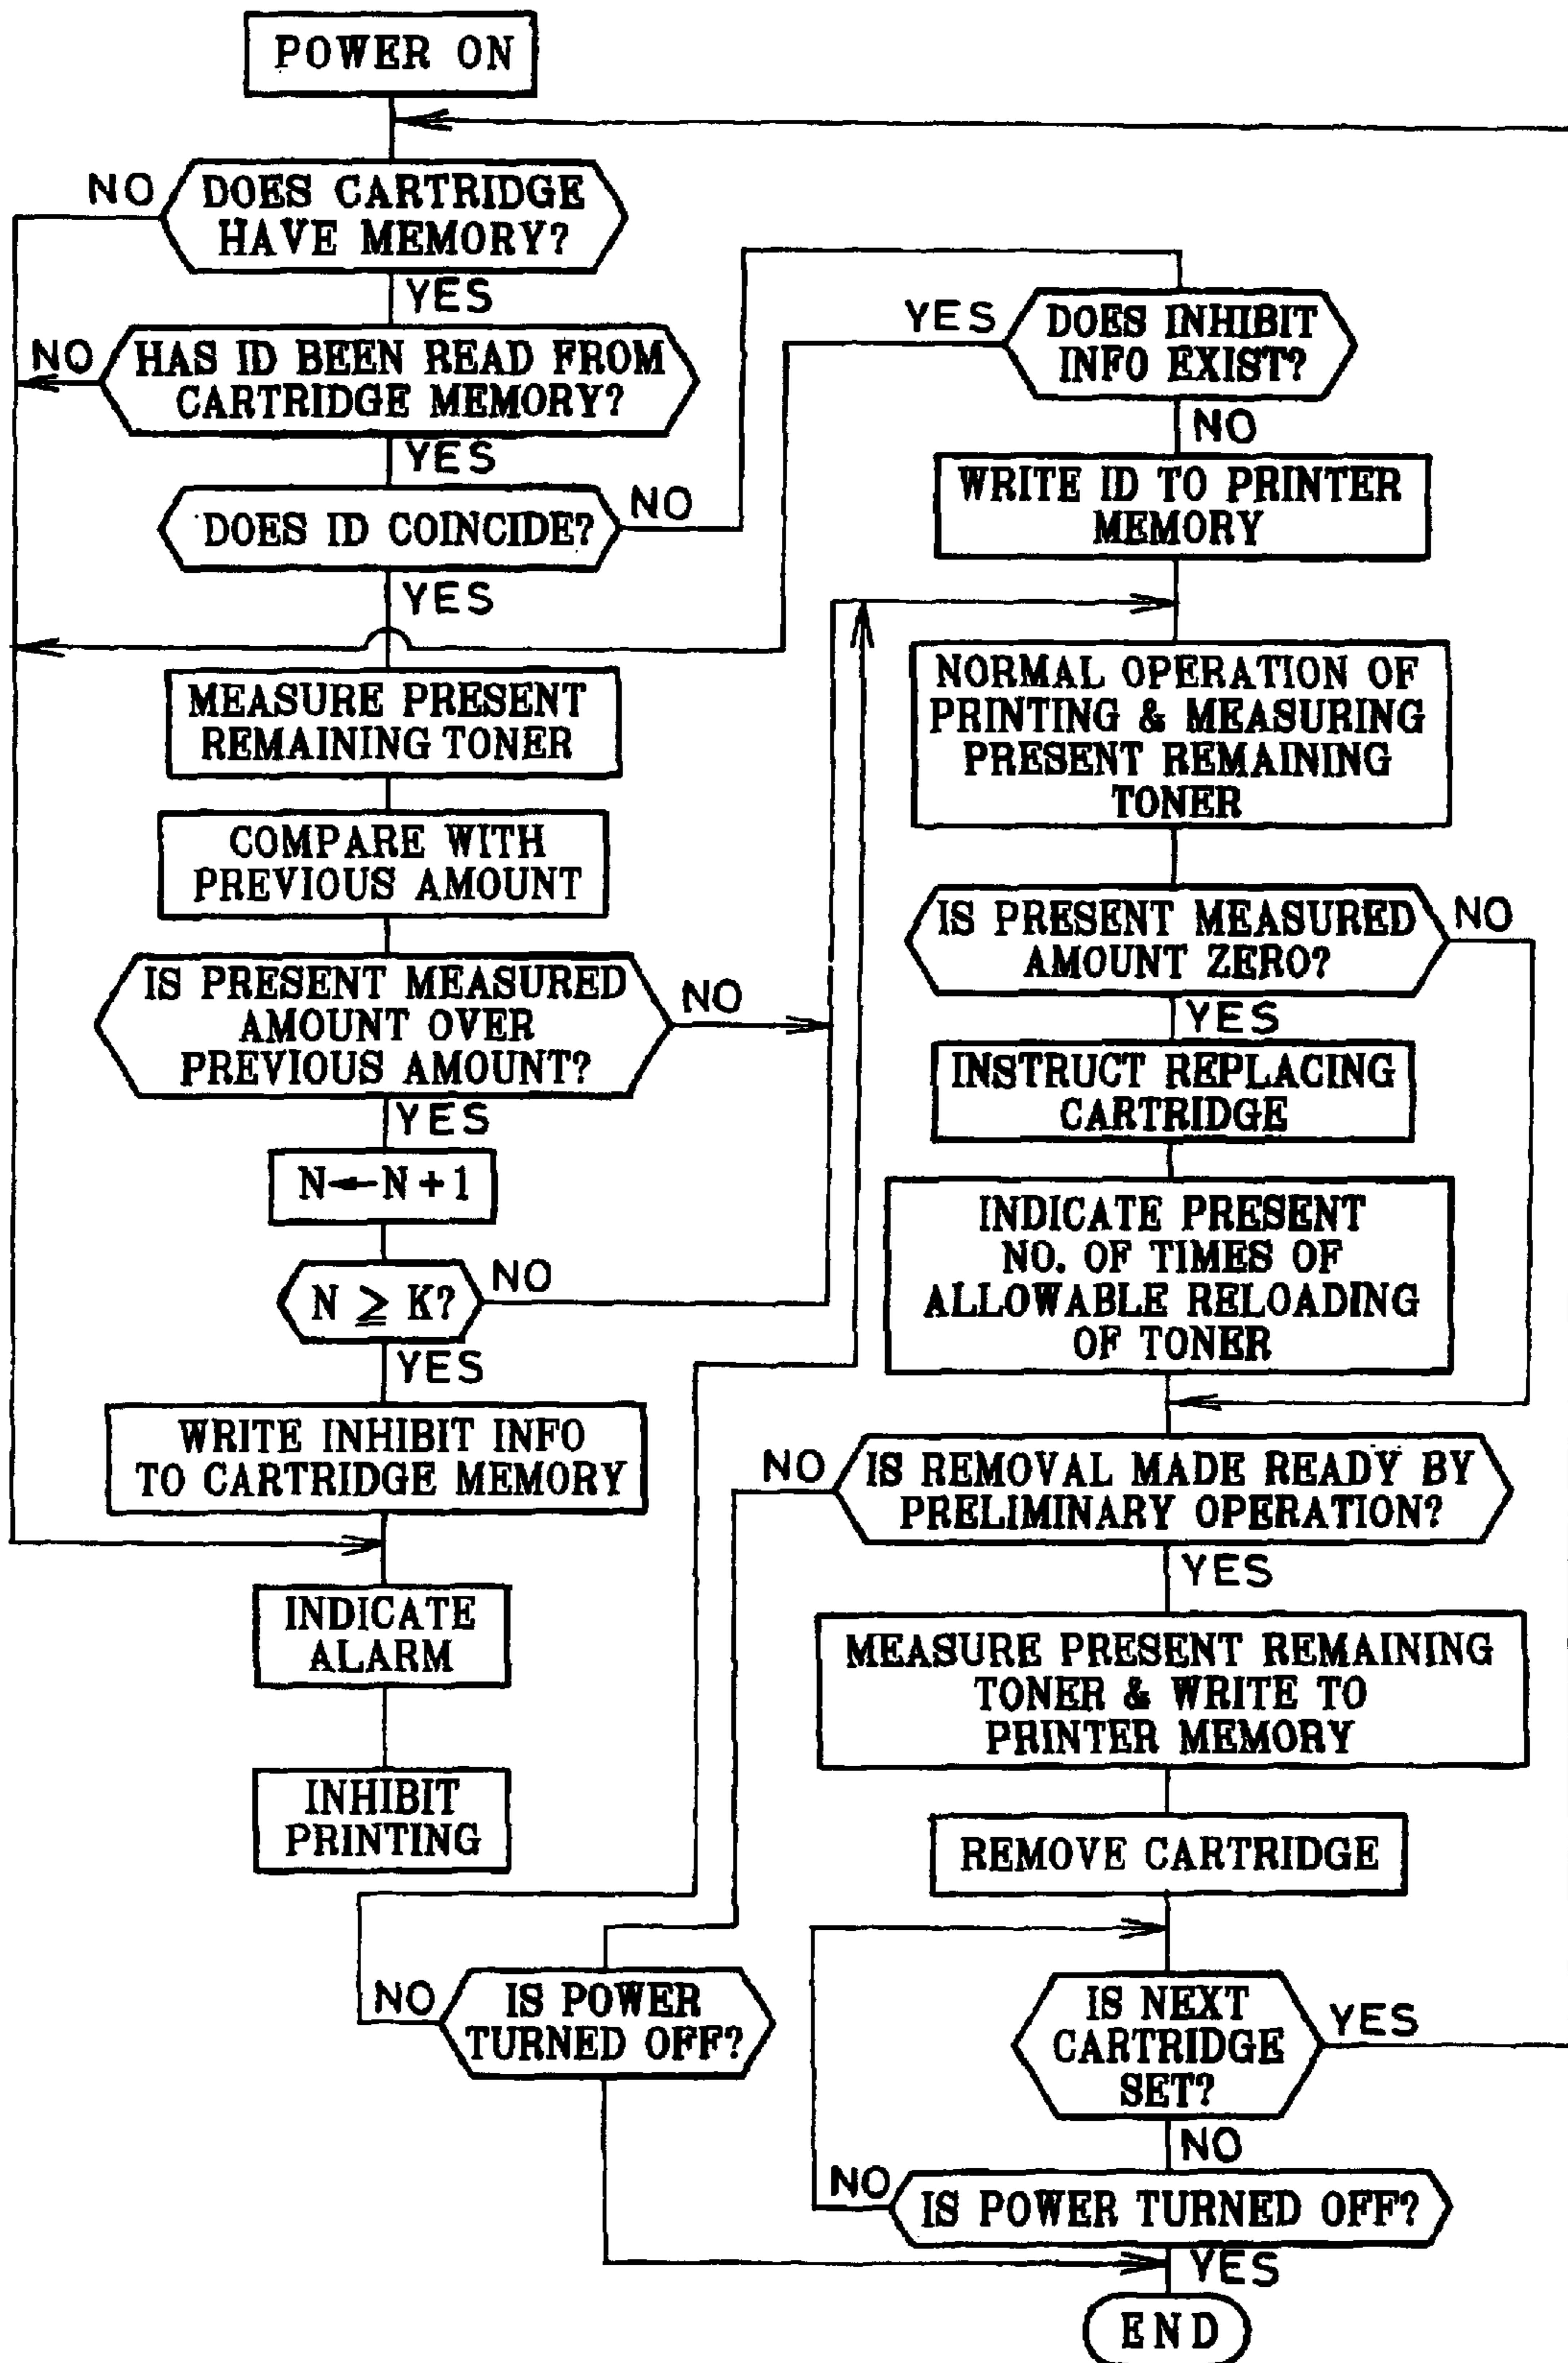 POWER ON
NO
DOES CARTRIDGE
HAVE MEMORY?
YES
NO
HAS ID BEEN READ FROM
CARTRIDGE MEMORY?
YES
DOES ID COINCIDE?
NO
YES
MEASURE PRESENT
REMAINING TONER
COMPARE WITH
PREVIOUS AMOUNT
IS PRESENT MEASURED
AMOUNT OVER
PREVIOUS AMOUNT?
NO
YES
N←N+1
N ≧ K?
NO
YES
WRITE INHIBIT INFO
TO CARTRIDGE MEMORY
INDICATE
ALARM
INHIBIT
PRINTING
YES
DOES INHIBIT
INFO EXIST?
NO
WRITE ID TO PRINTER
MEMORY
NORMAL OPERATION OF
PRINTING & MEASURING
PRESENT REMAINING
TONER
IS PRESENT MEASURED
AMOUNT ZERO?
NO
YES
INSTRUCT REPLACING
CARTRIDGE
INDICATE PRESENT
NO. OF TIMES OF
ALLOWABLE RELOADING
OF TONER
NO
IS REMOVAL MADE READY BY
PRELIMINARY OPERATION?
YES
MEASURE PRESENT REMAINING
TONER & WRITE TO
PRINTER MEMORY
REMOVE CARTRIDGE
NO
IS POWER
TURNED OFF?
IS NEXT
CARTRIDGE
SET?
YES
NO
NO
IS POWER TURNED OFF?
YES
END